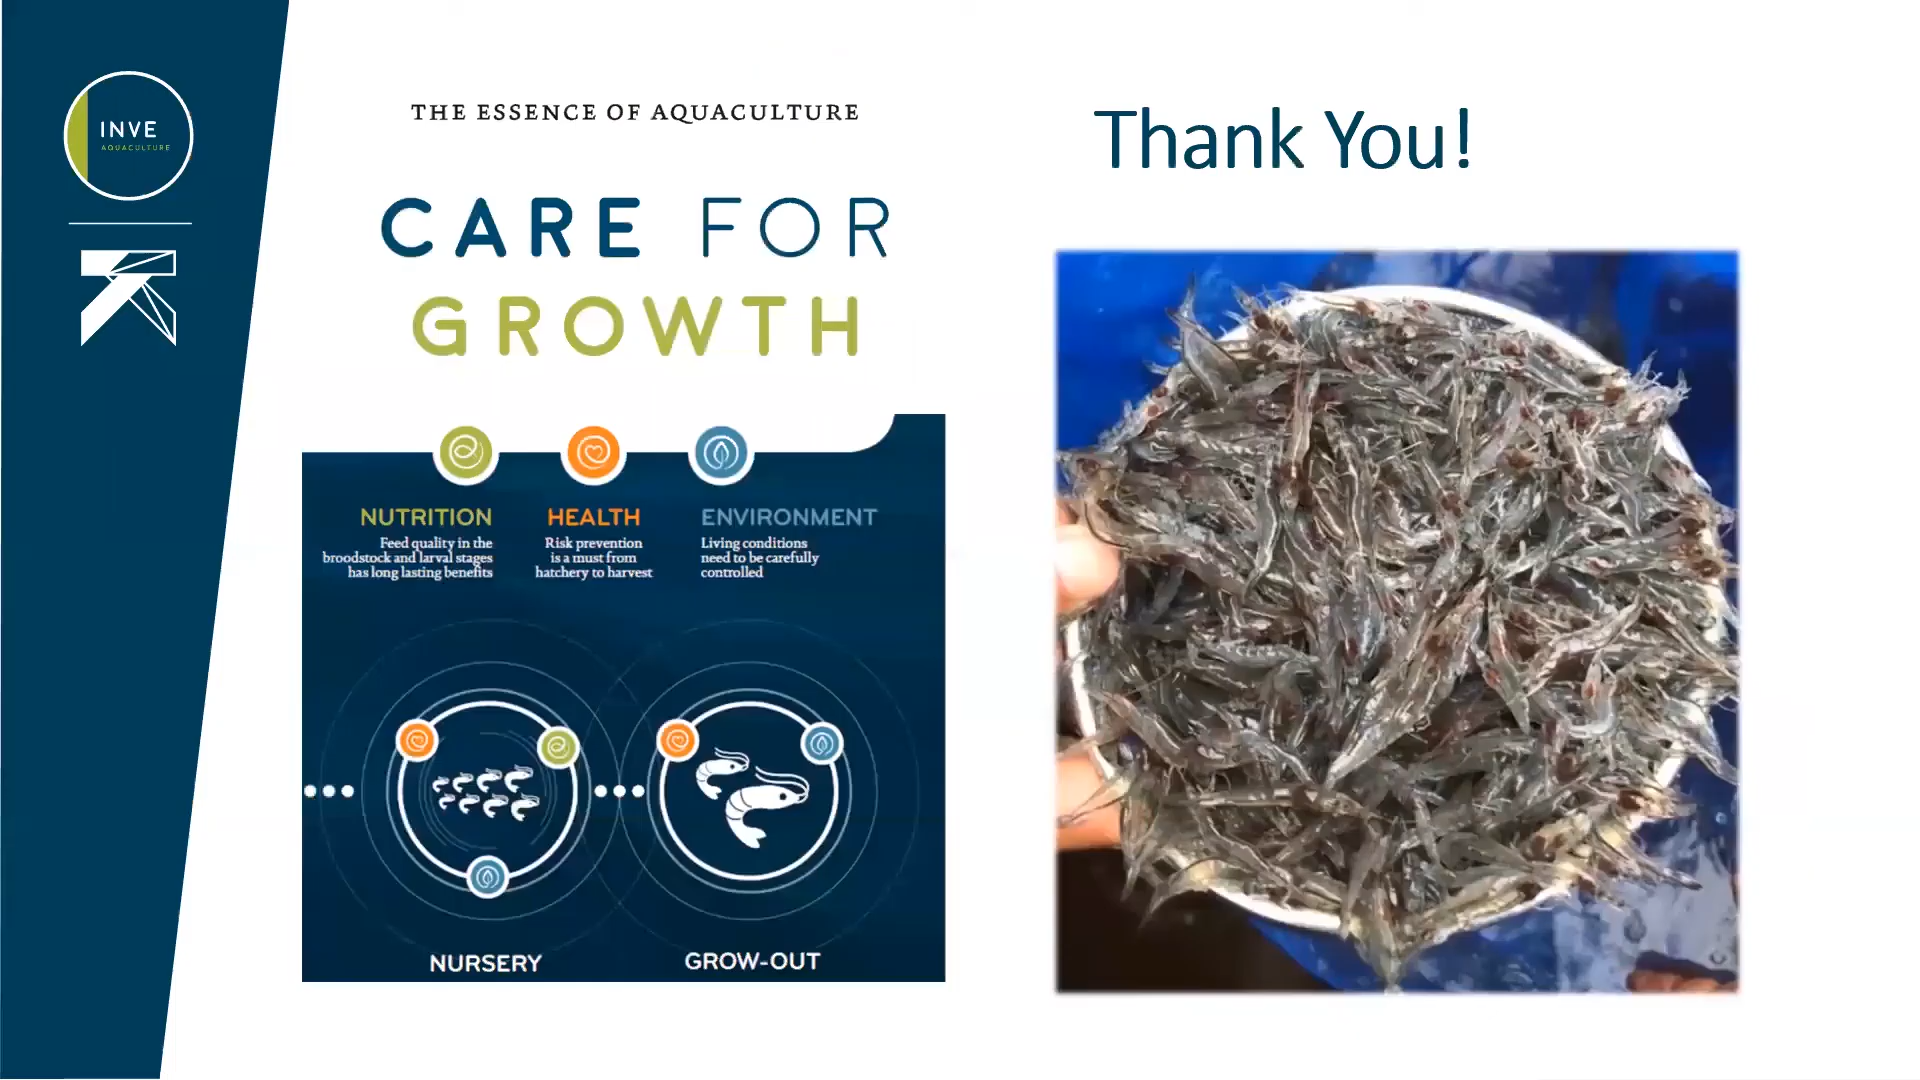 INVE
AQUACULTURE
THE ESSENCE OF AQUACULTURE
CARE FOR
GROWTH
NUTRITION
Feed quality in the
broodstock and larval stages
has long lasting benefits
HEALTH
Risk prevention
is a must from
hatchery to harvest
ENVIRONMENT
Living conditions
need to be carefully
controlled
NURSERY
GROW-OUT
Thank You!